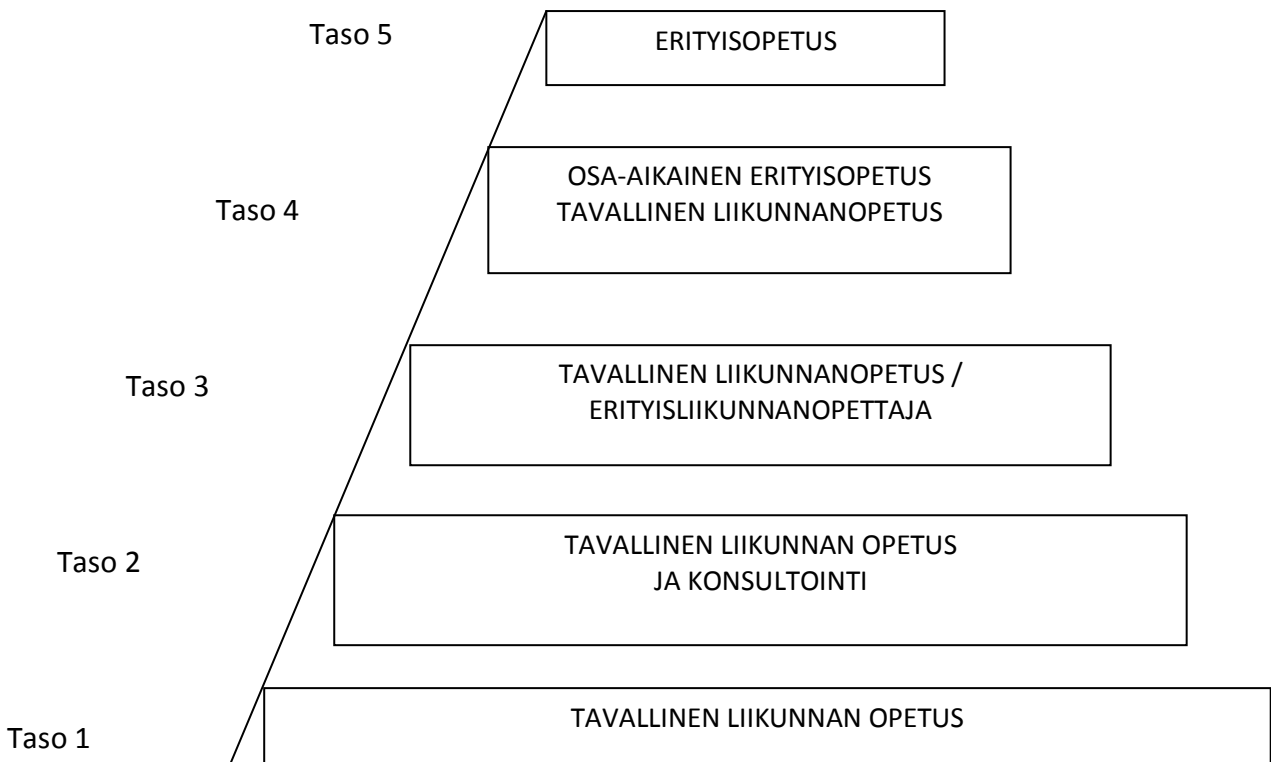 Taso 5
ERITYISOPETUS
OSA-AIKAINEN ERITYISOPETUS
Taso 4
TAVALLINEN LIIKUNNANOPETUS
TAVALLINEN LIIKUNNANOPETUS /
Taso 3
ERITYISLIIKUNNANOPETTAJA
TAVALLINEN LIIKUNNAN OPETUS
Taso 2
JA KONSULTOINTI
TAVALLINEN LIIKUNNAN OPETUS
Taso 1